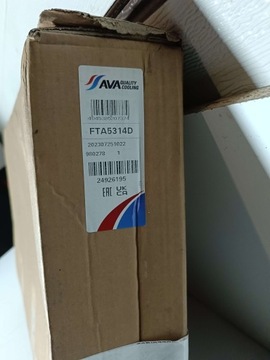 AVA QUALITY
COOLING
FTA5314D
202307251022
900270 1
24926195
EAC UK
CA